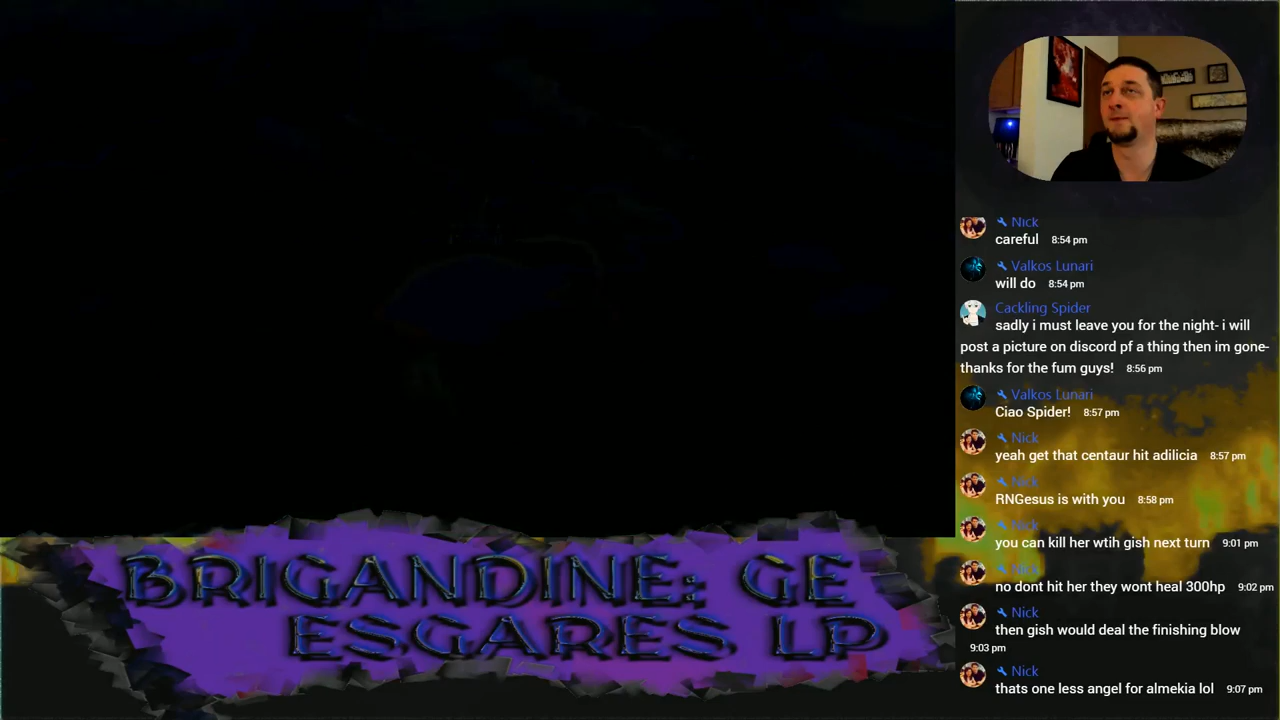 Nick
careful 8:54 pm
Valkos Lunari
will do 8:54 pm
Cackling Spider
sadly i must leave you for the night- i will
post a picture on discord pf a thing then im gone-
thanks for the fum guys! 8:56 pm
Valkos Lunari
Ciao Spider! 8:57 pm
Nick
yeah get that centaur hit adilicia 8:57 pm
Nick
RNGesus is with you 8:58 pm
Nick
you can kill her wtih gish next turn 9:01 pm
Nick
no dont hit her they wont heal 300hp 9:02 pm
Nick
then gish would deal the finishing blow
9:03 pm
Nick
thats one less angel for almekia lol 9:07 pm
BRIGANDINE: GE
ESGARES LP